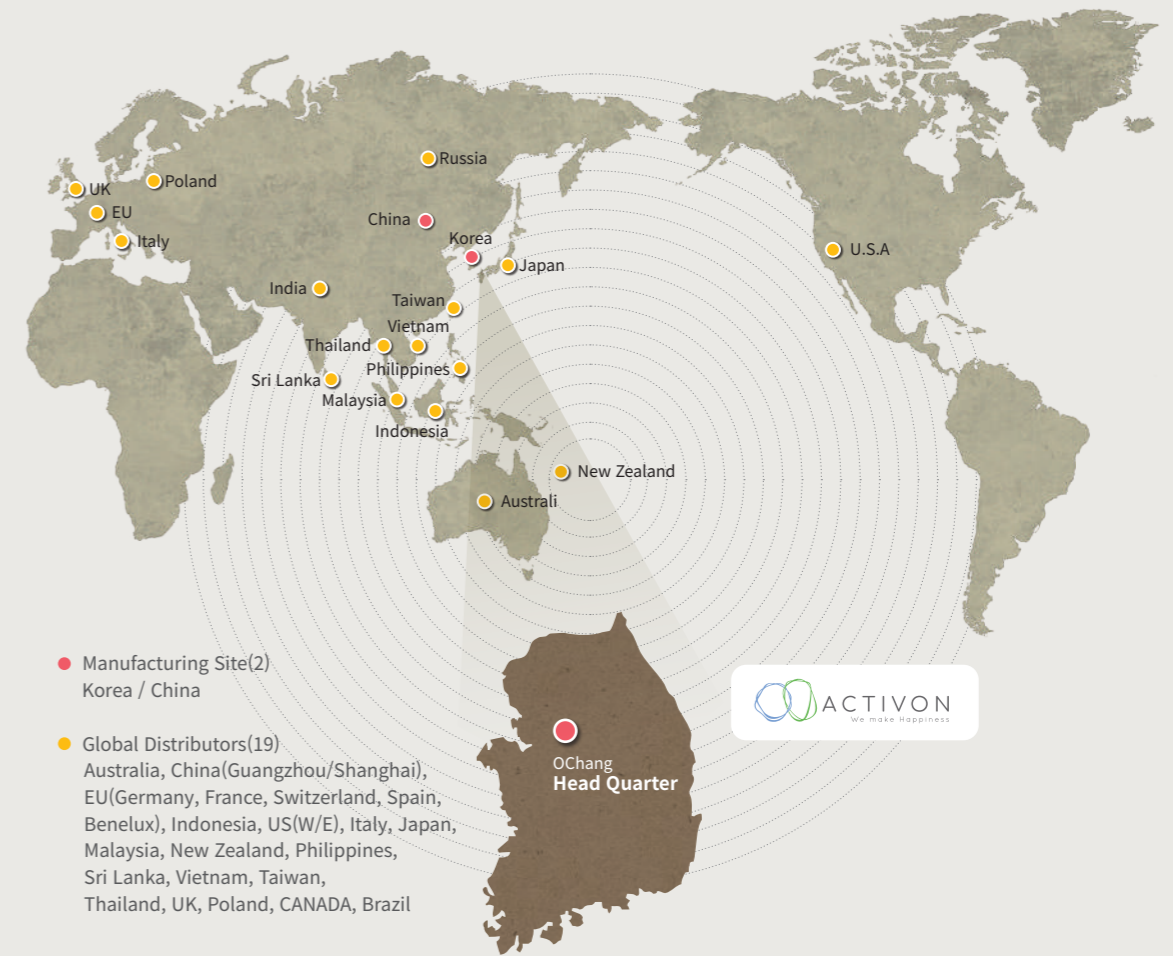 Russia
Poland
UK
EU
China
Italy
Korea
U.S.A
Japan
India
Taiwan
Vietnam
Thailand
Philippines
Sri Lanka
Malaysia
Indonesia
New Zealand
Australi
Manufacturing Site(2)
Korea / China
ACTIVON
We make Happiness
Global Distributors(19)
Australia, China(Guangzhou/Shanghai),
EU(Germany, France, Switzerland, Spain,
Benelux), Indonesia, US(W/E), Italy, Japan,
Malaysia, New Zealand, Philippines,
Sri Lanka, Vietnam, Taiwan,
Thailand, UK, Poland, CANADA, Brazil
OChang
Head Quarter